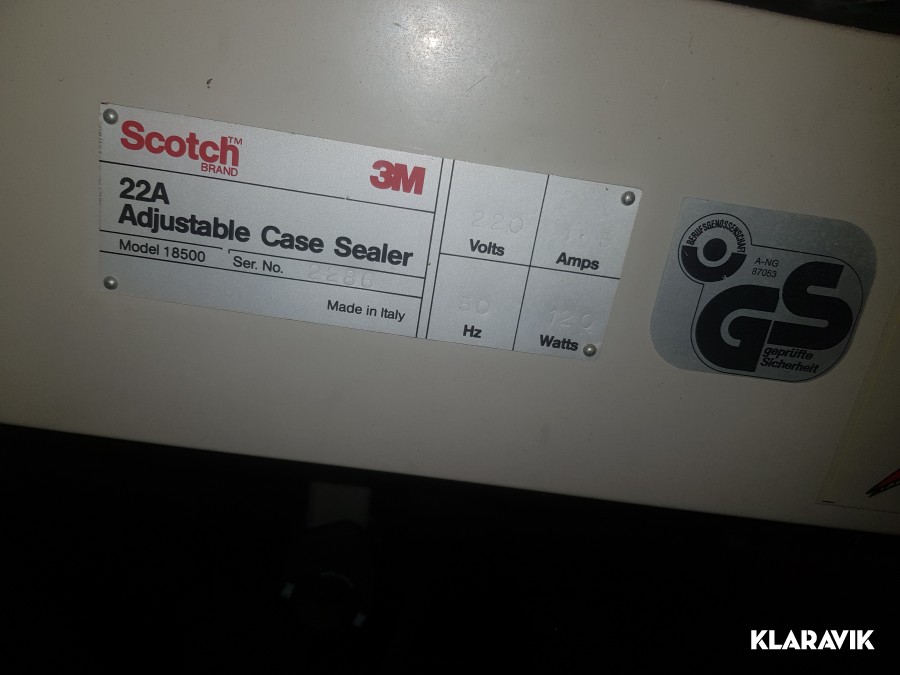 Scotch™
BRAND
3M
22A
Adjustable Case Sealer
Model 18500
Ser. No.
Made in Italy
220
Volts
Amps
Hz
Watts
BERUFSGENOSSENSCHAFT
A-NG
87053
GS
geprüfte
Sicherheit
KLARAVIK